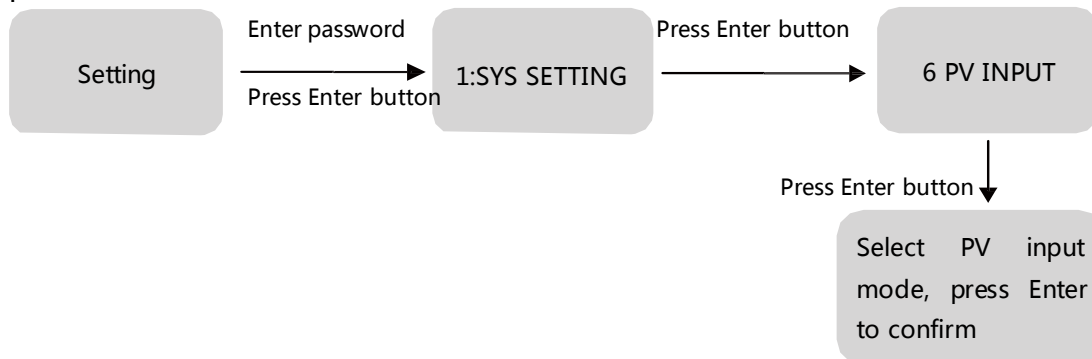 Setting
Enter password
Press Enter button
1:SYS SETTING
Press Enter button
6 PV INPUT
Press Enter button
Select PV input
mode, press Enter
to confirm